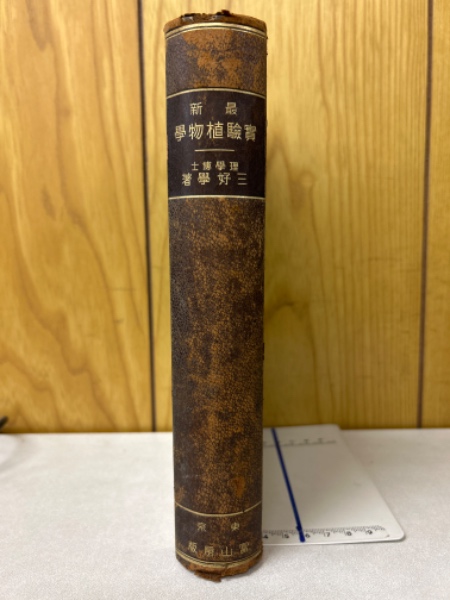 最新
實驗植物學
理學博士
三好學著
東京
冨山房版